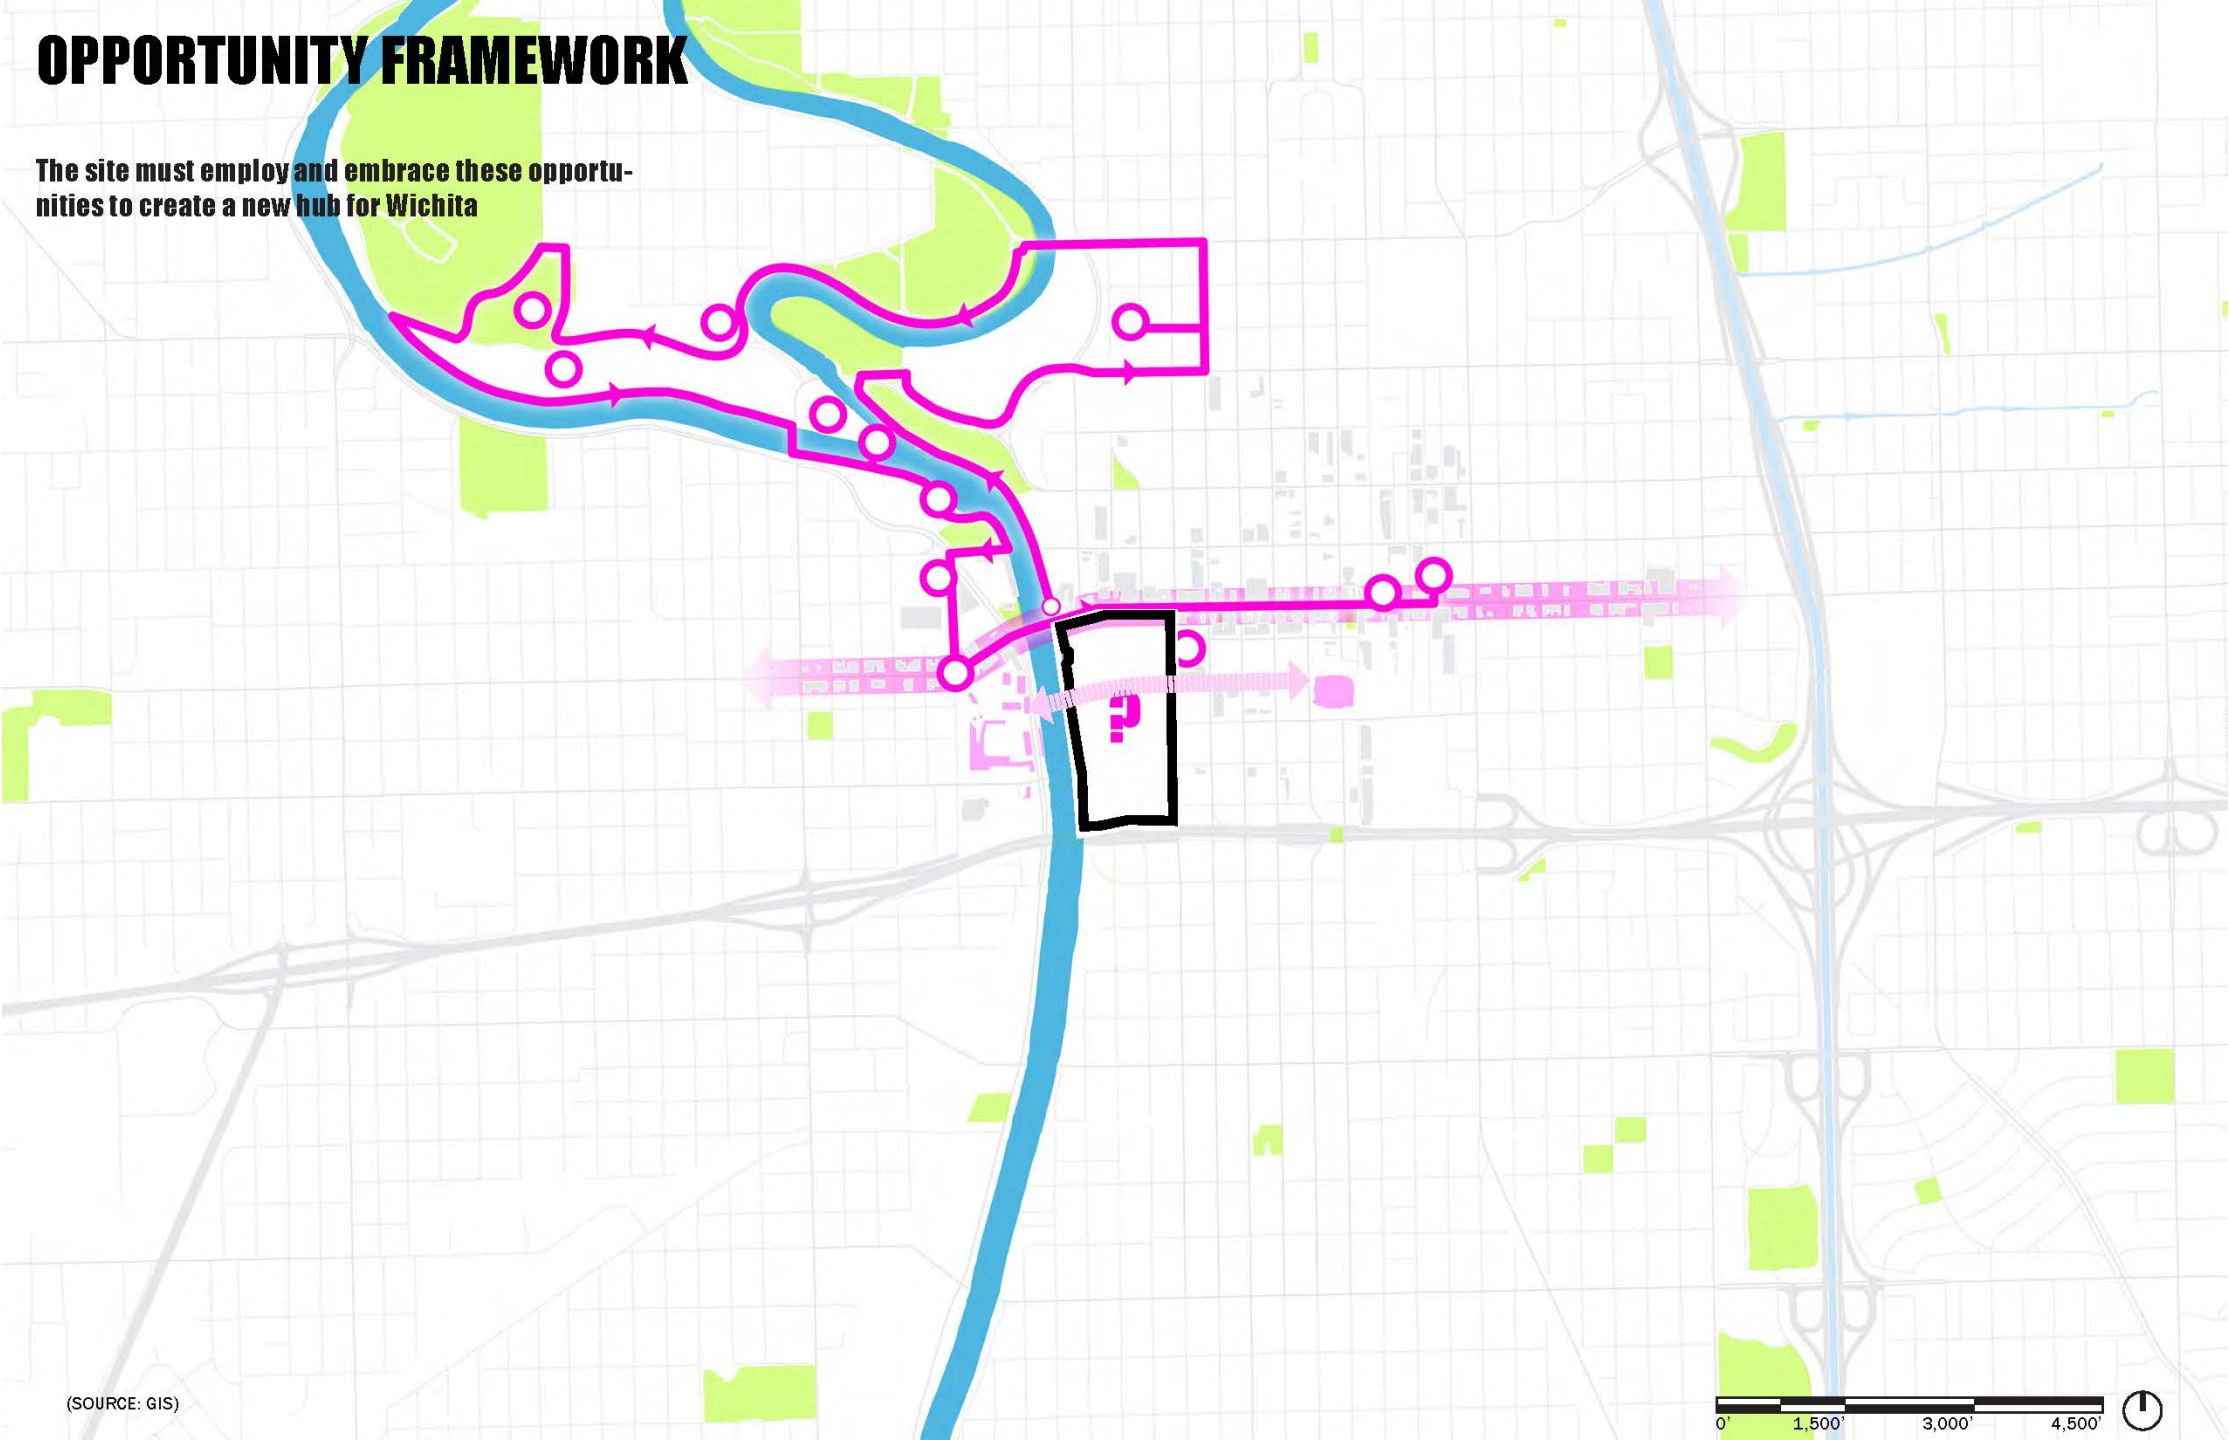 OPPORTUNITY FRAMEWORK
The site must employ and embrace these opportu-
nities to create a new hub for Wichita
?
(SOURCE: GIS)
0' 1,500' 3,000' 4,500'